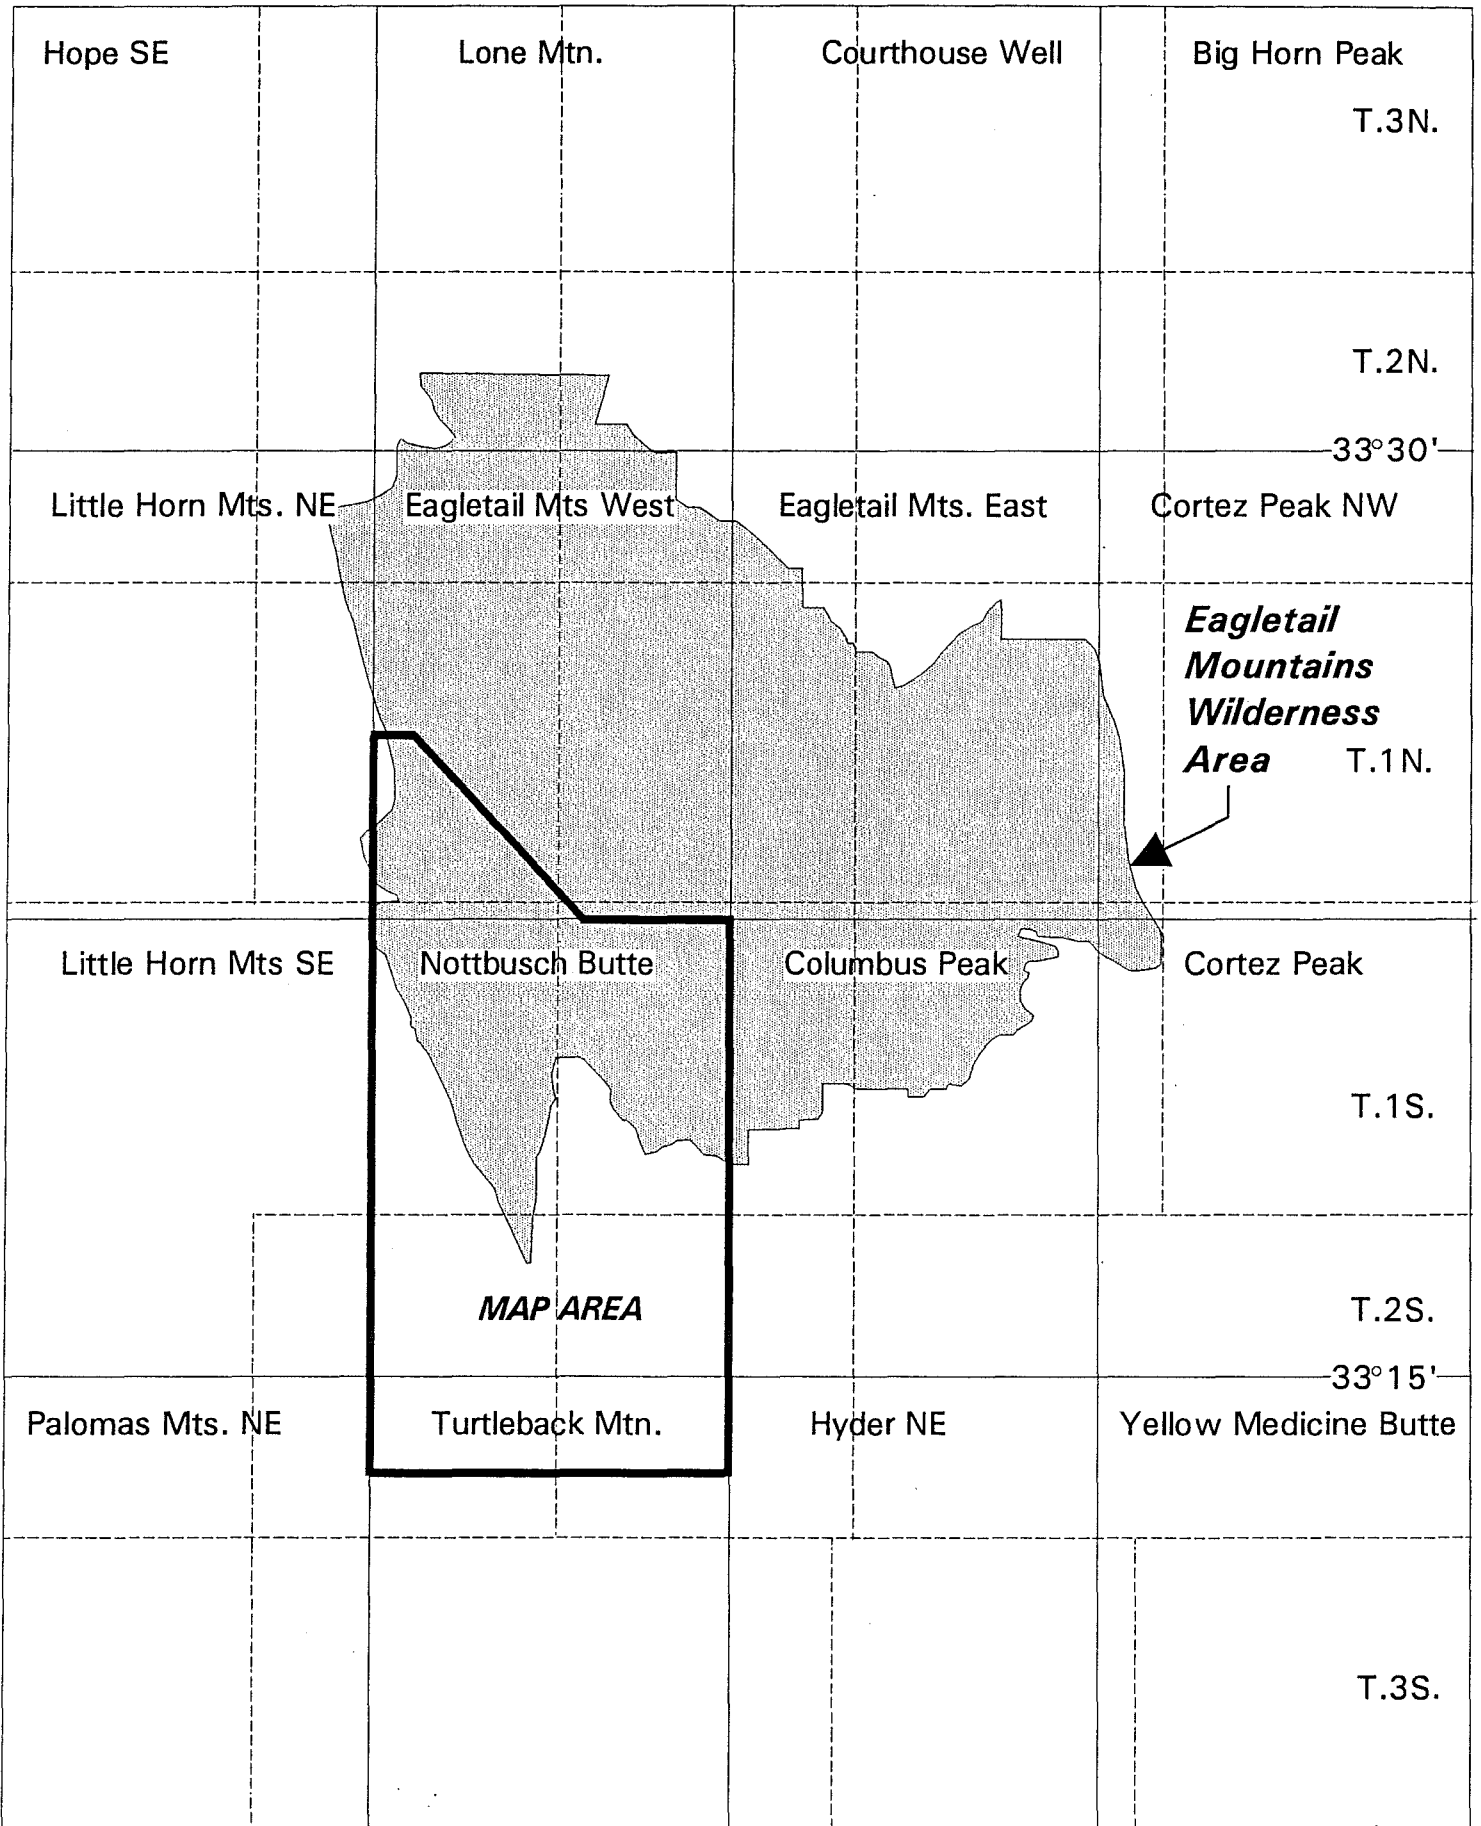 Hope SE
Lone Mtn.
Courthouse Well
Big Horn Peak
T.3N.
T.2N.
33°30'
Little Horn Mts. NE
Eagletail Mts West
Eagletail Mts. East
Cortez Peak NW
Eagletail
Mountains
Wilderness
Area
T.1N.
Little Horn Mts SE
Nottbusch Butte
Columbus Peak
Cortez Peak
T.1S.
MAP AREA
T.2S.
33°15'
Palomas Mts. NE
Turtleback Mtn.
Hyder NE
Yellow Medicine Butte
T.3S.